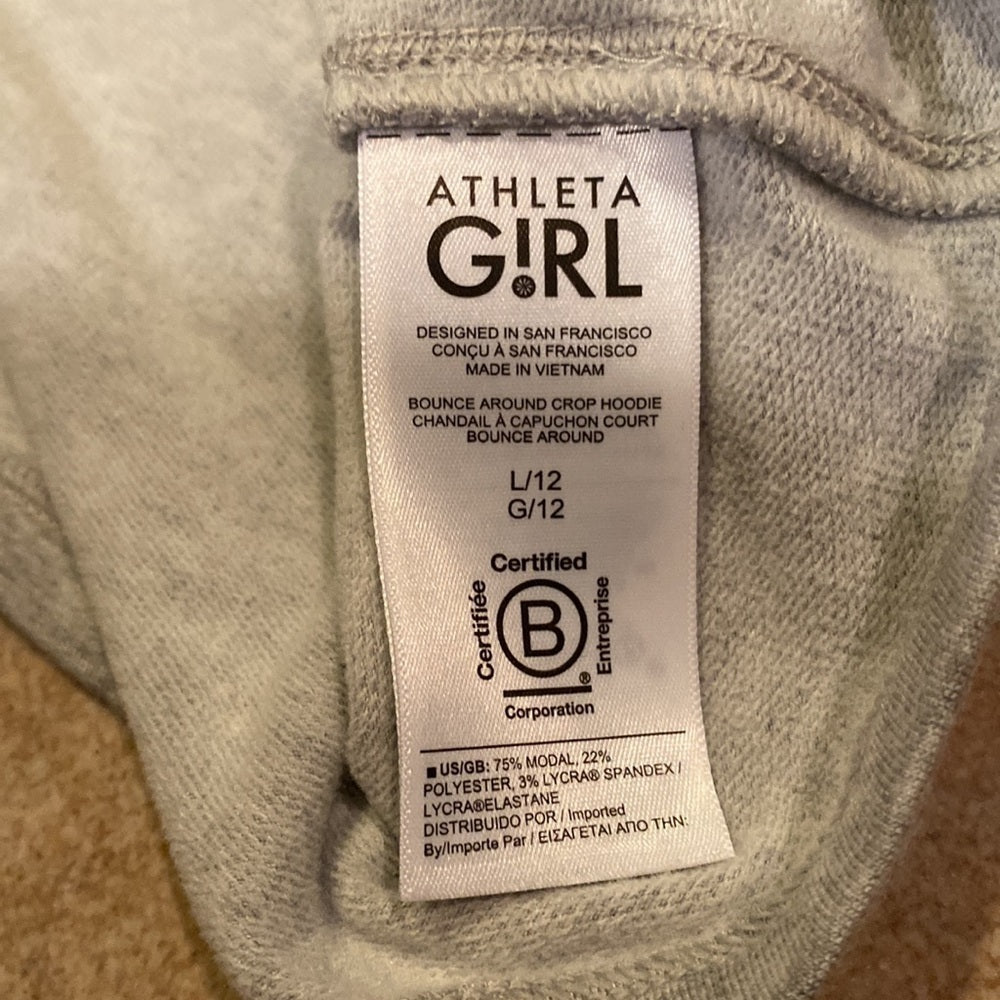 ATHLETA
G!RL
DESIGNED IN SAN FRANCISCO
CONÇU À SAN FRANCISCO
MADE IN VIETNAM
BOUNCE AROUND CROP HOODIE
CHANDAIL À CAPUCHON COURT
BOUNCE AROUND
L/12
G/12
Certified
Certifiée
B
Entreprise
®
Corporation
■ US/GB: 75% MODAL, 22%
POLYESTER, 3% LYCRA® SPANDEX /
LYCRA®ELASTANE
DISTRIBUIDO POR / Imported
By/Importe Par / ΕΙΣΑΓΕΤΑΙ ΑΠΟ ΤΗΝ: